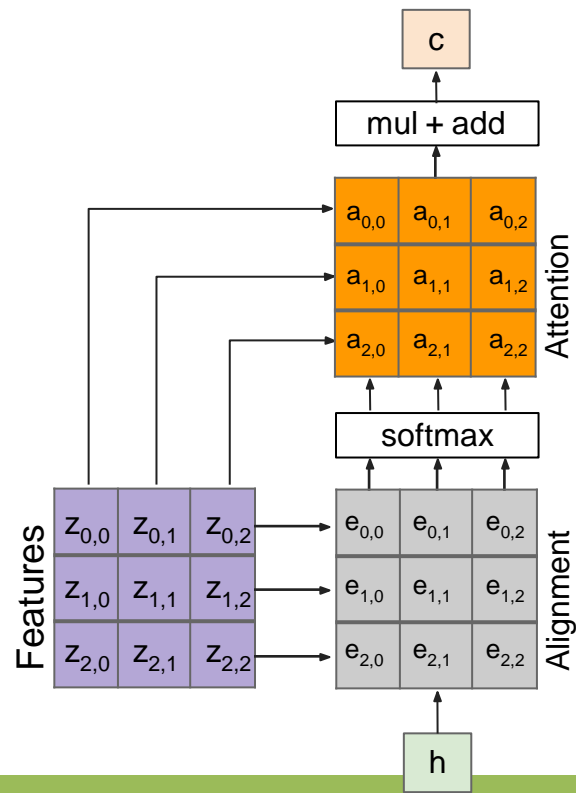 c
mul + add
a0,0 a0,1 a0,2
a1,0 a1,1 a1,2
a2,0 a2,1 a2,2
Attention
softmax
Features
z0,0 z0,1 z0,2
z1,0 z1,1 z1,2
z2,0 z2,1 z2,2
e0,0 e0,1 e0,2
e1,0 e1,1 e1,2
e2,0 e2,1 e2,2
Alignment
h